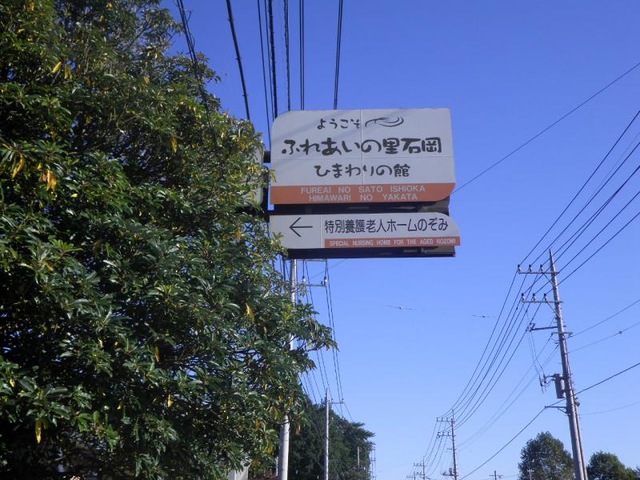 ようこそ
ふれあいの里石岡
ひまわりの館
FUREAI NO SATO ISHIOKA
HIMAWARI NO YAKATA
← 特別養護老人ホームのぞみ
SPECIAL NURSING HOME FOR THE AGED NOZOMI